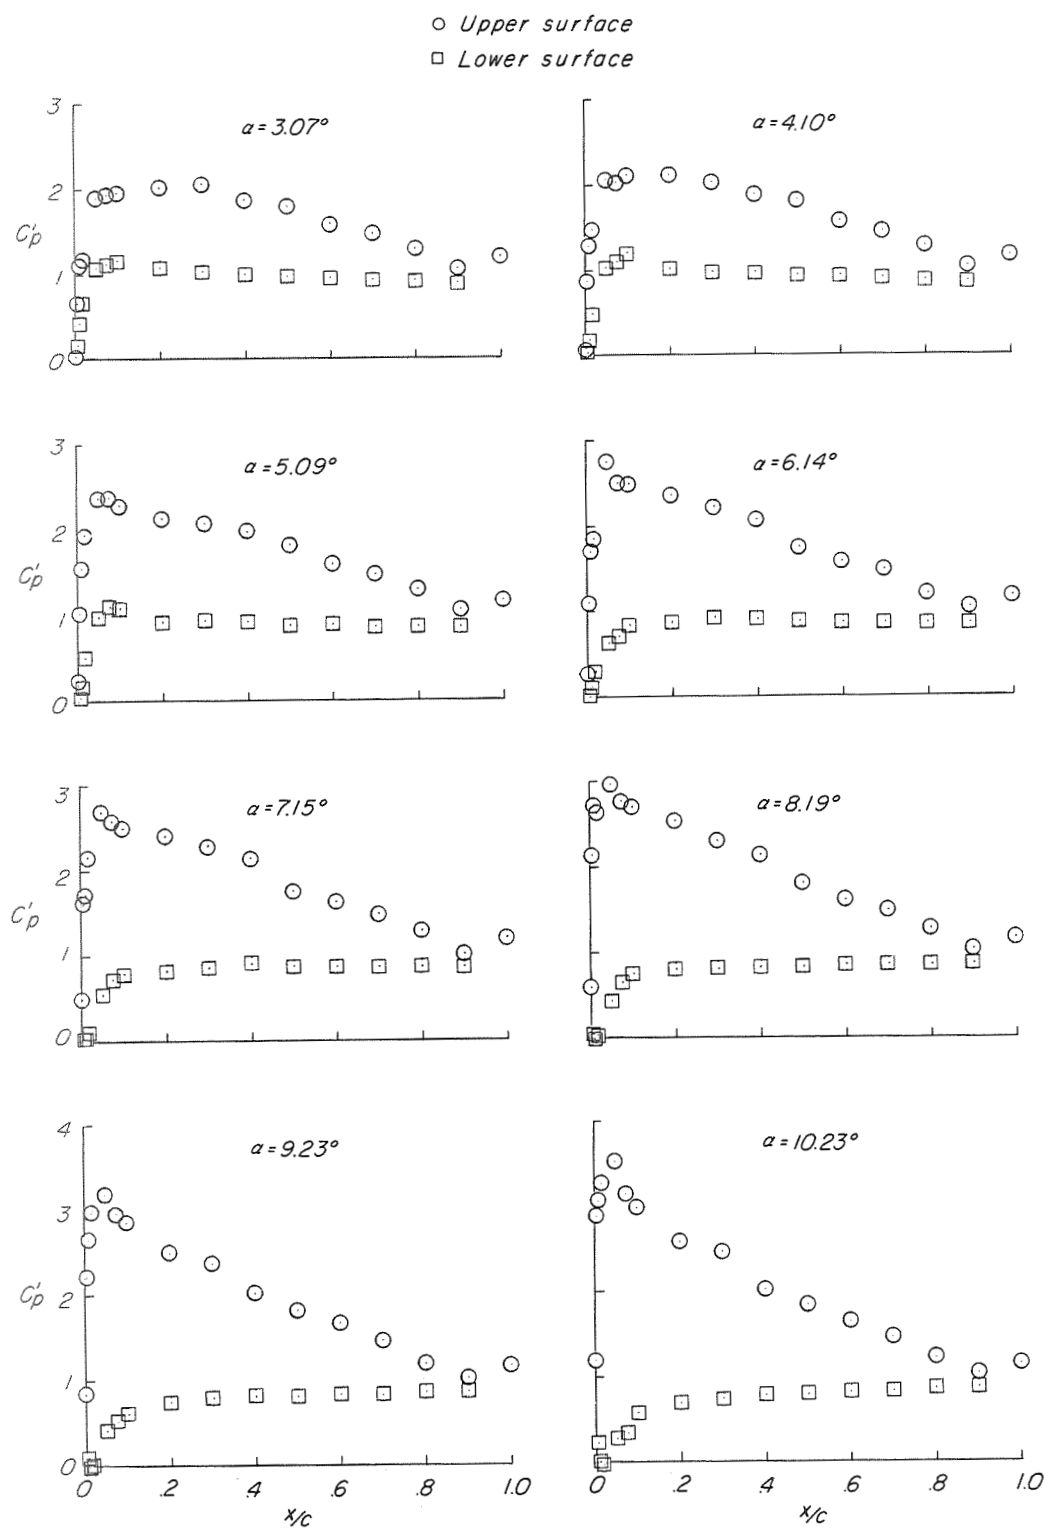 Upper surface
Lower surface
α=3.07°
α=4.10°
3
2
C'p
1
0
α=5.09°
α=6.14°
3
2
C'p
1
0
α=7.15°
α=8.19°
3
2
C'p
1
0
α=9.23°
α=10.23°
4
3
2
C'p
1
0
0 .2 .4 .6 .8 1.0
x/c
0 .2 .4 .6 .8 1.0
x/c